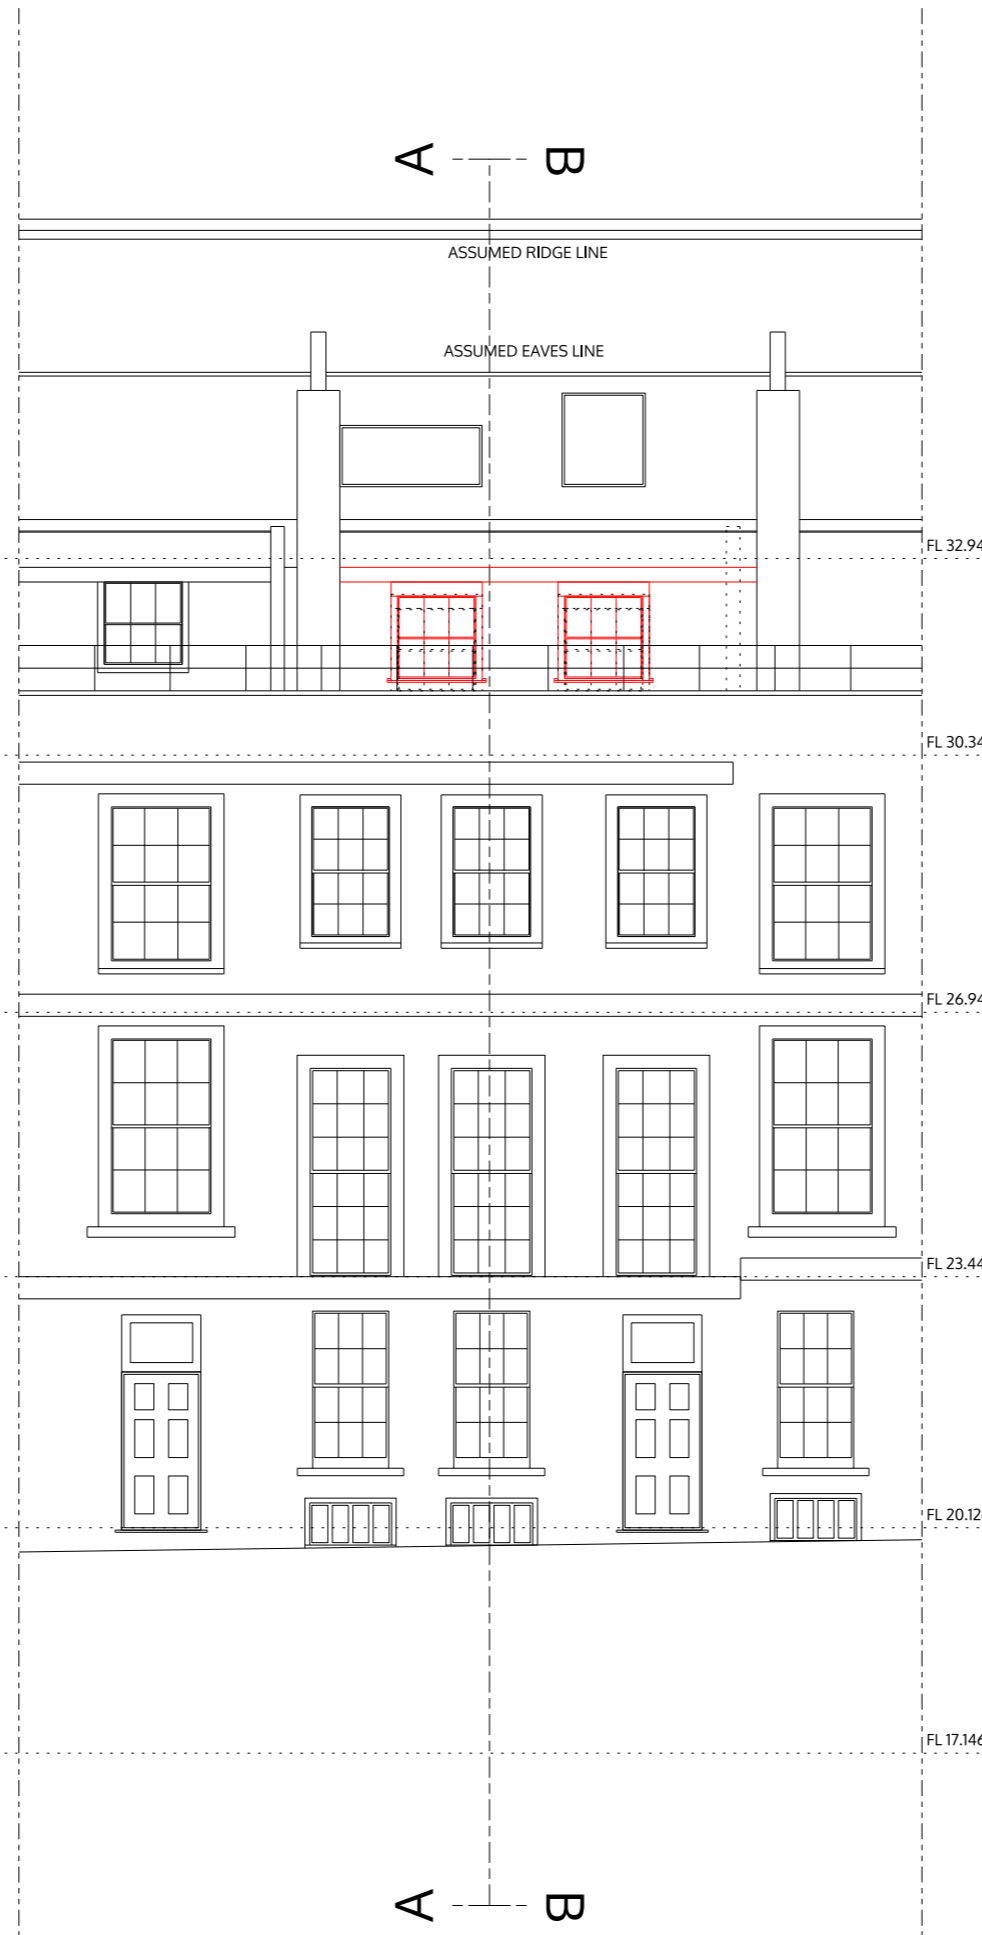 A B
ASSUMED RIDGE LINE
ASSUMED EAVES LINE
FL 32.94
FL 30.34
FL 26.94
FL 23.44
FL 20.12
FL 17.146
A B